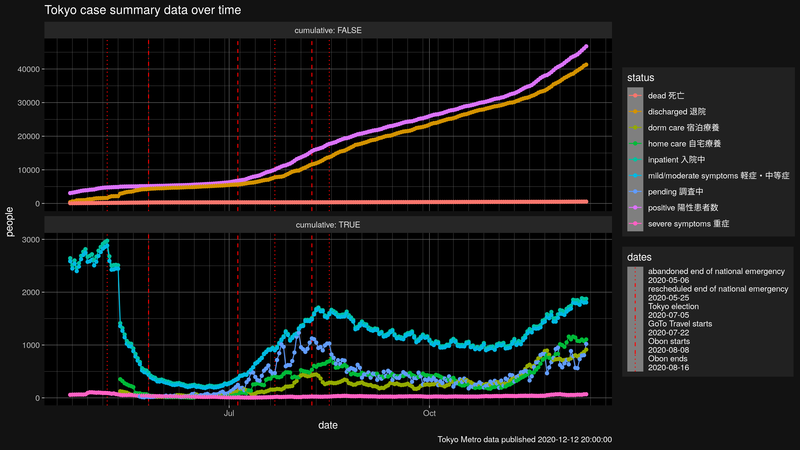 Tokyo case summary data over time
cumulative: FALSE
40000
30000
20000
10000
0
cumulative: TRUE
3000
2000
1000
0
people
Jul
Oct
date
status
dead 死亡
discharged 退院
dorm care 宿泊療養
home care 自宅療養
inpatient 入院中
mild/moderate symptoms 軽症・中等症
pending 調査中
positive 陽性患者数
severe symptoms 重症
dates
abandoned end of national emergency
2020-05-06
rescheduled end of national emergency
2020-05-25
Tokyo election
2020-07-05
GoTo Travel starts
2020-07-22
Obon starts
2020-08-08
Obon ends
2020-08-16
Tokyo Metro data published 2020-12-12 20:00:00